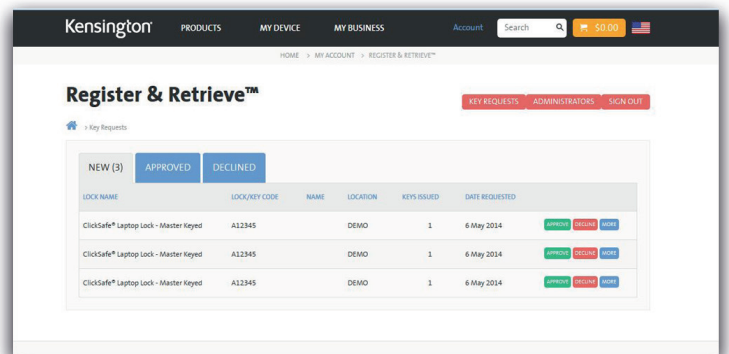 Kensington PRODUCTS MY DEVICE MY BUSINESS Account Search $0.00
HOME > MY ACCOUNT > REGISTER & RETRIEVE™
Register & Retrieve™
KEY REQUESTS ADMINISTRATORS SIGN OUT
> Key Requests
NEW (3) APPROVED DECLINED
LOCK NAME LOCK/KEY CODE NAME LOCATION KEYS ISSUED DATE REQUESTED
ClickSafe® Laptop Lock - Master Keyed A12345 DEMO 1 6 May 2014 APPROVE DECLINE MORE
ClickSafe® Laptop Lock - Master Keyed A12345 DEMO 1 6 May 2014 APPROVE DECLINE MORE
ClickSafe® Laptop Lock - Master Keyed A12345 DEMO 1 6 May 2014 APPROVE DECLINE MORE